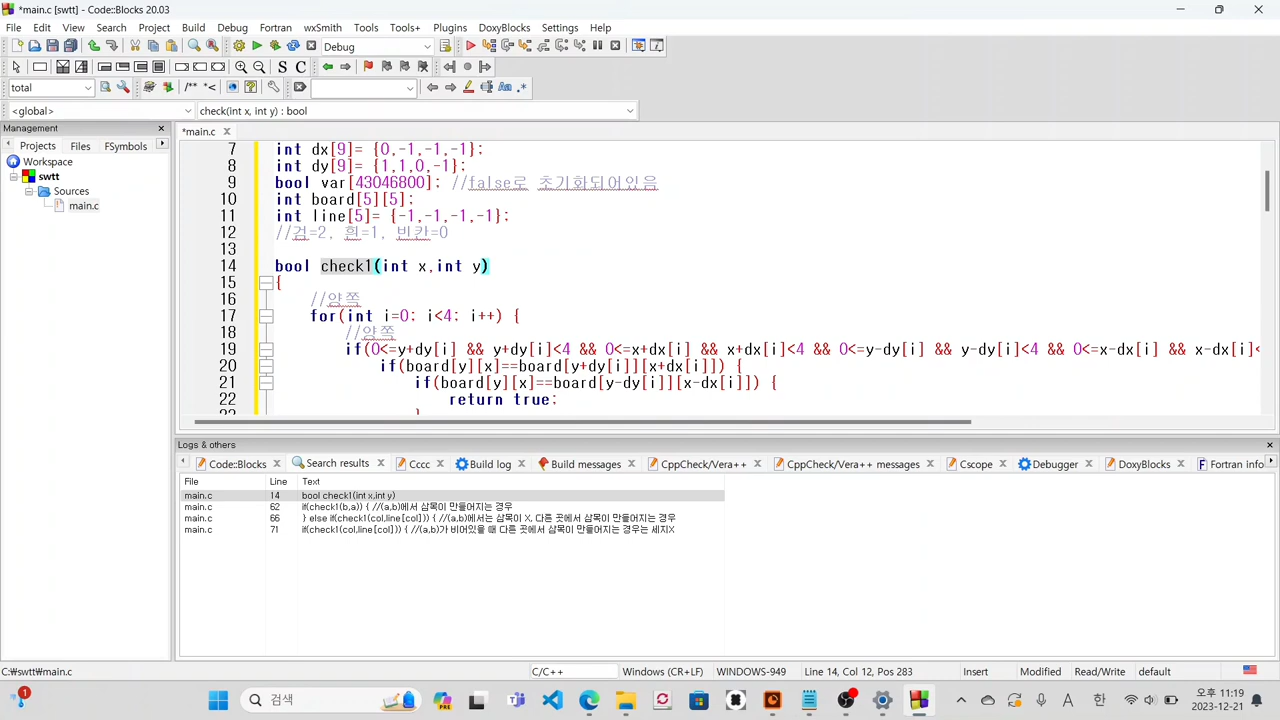 *main.c [swtt] - Code::Blocks 20.03
File Edit View Search Project Build Debug Fortran wxSmith Tools Tools+ Plugins DoxyBlocks Settings Help
Debug
S C
total /** *< Aa .*
<global> check(int x, int y) : bool
Management
*main.c
Projects Files FSymbols
Workspace
swtt
Sources
main.c
7 int dx[9]= {0,-1,-1,-1};
8 int dy[9]= {1,1,0,-1};
9 bool var[43046800]; //false로 초기화되어있음
10 int board[5][5];
11 int line[5]= {-1,-1,-1,-1};
12 //검=2, 흰=1, 빈칸=0
13
14 bool check1(int x,int y)
15 {
16 //양쪽
17 for(int i=0; i<4; i++) {
18 //양쪽
19 if(0<=y+dy[i] && y+dy[i]<4 && 0<=x+dx[i] && x+dx[i]<4 && 0<=y-dy[i] && y-dy[i]<4 && 0<=x-dx[i] && x-dx[i]<
20 if(board[y][x]==board[y+dy[i]][x+dx[i]]) {
21 if(board[y][x]==board[y-dy[i]][x-dx[i]]) {
22 return true;
Logs & others
Code::Blocks Search results Cccc Build log Build messages CppCheck/Vera++ CppCheck/Vera++ messages Cscope Debugger DoxyBlocks Fortran info
File Line Text
main.c 14 bool check1(int x,int y)
main.c 62 if(check1(b,a)) { //(a,b)에서 삼목이 만들어지는 경우
main.c 66 } else if(check1(col,line[col])) { //(a,b)에서는 삼목이 X, 다른 곳에서 삼목이 만들어지는 경우
main.c 71 if(check1(col,line[col])) { //(a,b)가 비어있을 때 다른 곳에서 삼목이 만들어지는 경우는 세지X
C:₩swtt₩main.c C/C++ Windows (CR+LF) WINDOWS-949 Line 14, Col 12, Pos 283 Insert Modified Read/Write default
1
검색
PRE
A 한
오후 11:19
2023-12-21